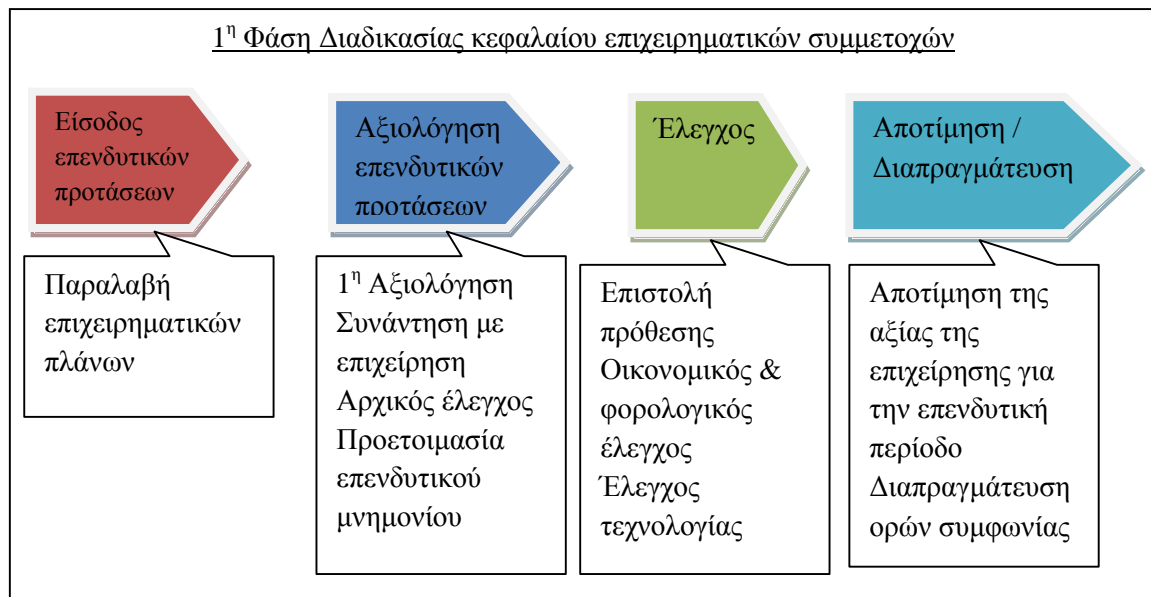 1η Φάση Διαδικασίας κεφαλαίου επιχειρηματικών συμμετοχών
Είσοδος
επενδυτικών
προτάσεων
Αξιολόγηση
επενδυτικών
προτάσεων
Έλεγχος
Αποτίμηση /
Διαπραγμάτευση
Παραλαβή
επιχειρηματικών
πλάνων
1η Αξιολόγηση
Συνάντηση με
επιχείρηση
Αρχικός έλεγχος
Προετοιμασία
επενδυτικού
μνημονίου
Επιστολή
πρόθεσης
Οικονομικός &
φορολογικός
έλεγχος
Έλεγχος
τεχνολογίας
Αποτίμηση της
αξίας της
επιχείρησης για
την επενδυτική
περίοδο
Διαπραγμάτευση
ορών συμφωνίας